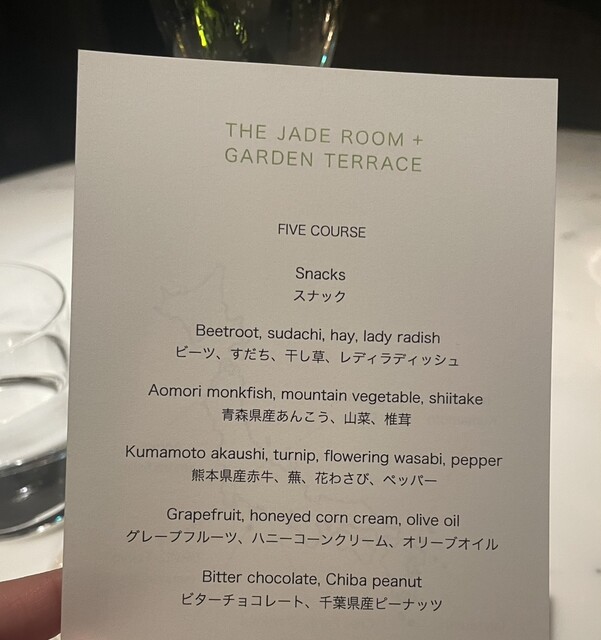 THE JADE ROOM +
GARDEN TERRACE
FIVE COURSE
Snacks
スナック
Beetroot, sudachi, hay, lady radish
ビーツ、すだち、干し草、レディラディッシュ
Aomori monkfish, mountain vegetable, shiitake
青森県産あんこう、山菜、椎茸
Kumamoto akaushi, turnip, flowering wasabi, pepper
熊本県産赤牛、蕪、花わさび、ペッパー
Grapefruit, honeyed corn cream, olive oil
グレープフルーツ、ハニーコーンクリーム、オリーブオイル
Bitter chocolate, Chiba peanut
ビターチョコレート、千葉県産ピーナッツ